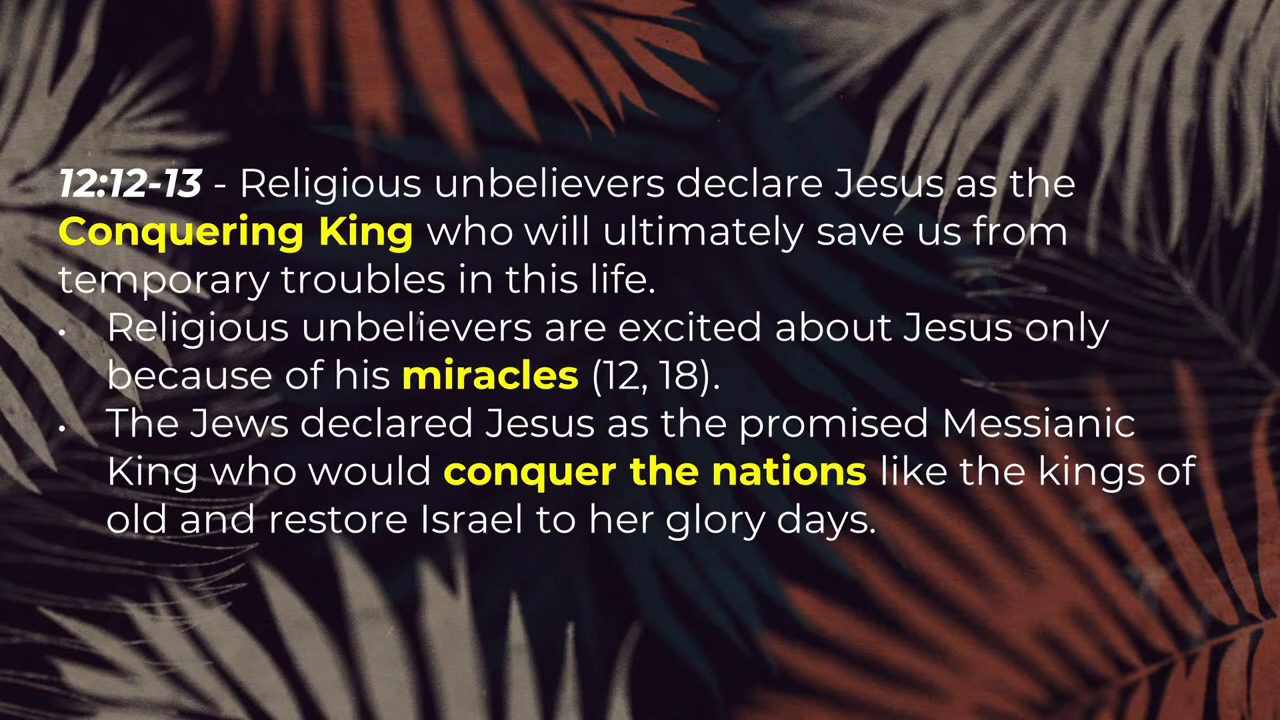 12:12-13 - Religious unbelievers declare Jesus as the
Conquering King who will ultimately save us from
temporary troubles in this life.
• Religious unbelievers are excited about Jesus only
because of his miracles (12, 18).
• The Jews declared Jesus as the promised Messianic
King who would conquer the nations like the kings of
old and restore Israel to her glory days.